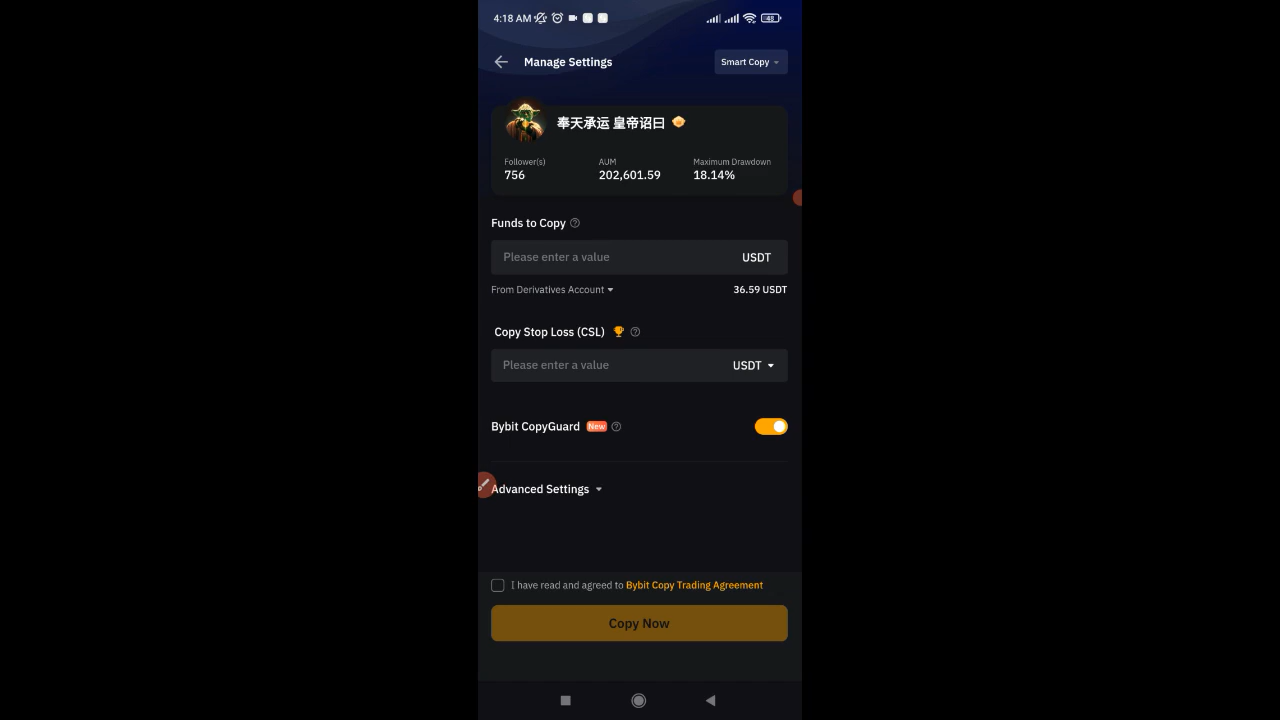 4:18 AM
Manage Settings
Smart Copy
奉天承运 皇帝诏曰
Follower(s) AUM Maximum Drawdown
756 202,601.59 18.14%
Funds to Copy
Please enter a value USDT
From Derivatives Account 36.59 USDT
Copy Stop Loss (CSL)
Please enter a value USDT
Bybit CopyGuard New
Advanced Settings
I have read and agreed to Bybit Copy Trading Agreement
Copy Now